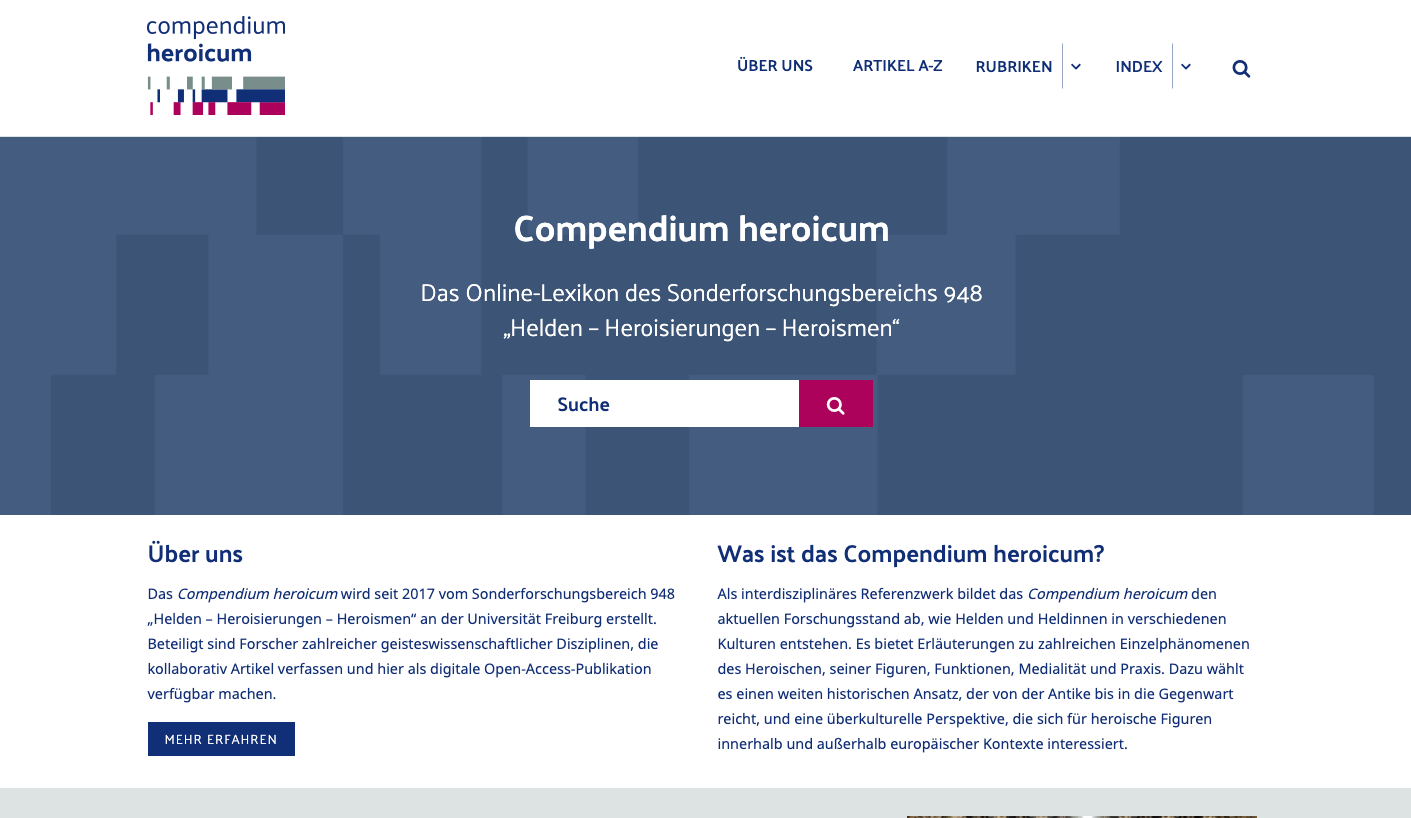 compendium
heroicum
ÜBER UNS
ARTIKEL A-Z
RUBRIKEN
INDEX
Compendium heroicum
Das Online-Lexikon des Sonderforschungsbereichs 948
„Helden – Heroisierungen – Heroismen“
Suche
Über uns
Das Compendium heroicum wird seit 2017 vom Sonderforschungsbereich 948
„Helden – Heroisierungen – Heroismen“ an der Universität Freiburg erstellt.
Beteiligt sind Forscher zahlreicher geisteswissenschaftlicher Disziplinen, die
kollaborativ Artikel verfassen und hier als digitale Open-Access-Publikation
verfügbar machen.
MEHR ERFAHREN
Was ist das Compendium heroicum?
Als interdisziplinäres Referenzwerk bildet das Compendium heroicum den
aktuellen Forschungsstand ab, wie Helden und Heldinnen in verschiedenen
Kulturen entstehen. Es bietet Erläuterungen zu zahlreichen Einzelphänomenen
des Heroischen, seiner Figuren, Funktionen, Medialität und Praxis. Dazu wählt
es einen weiten historischen Ansatz, der von der Antike bis in die Gegenwart
reicht, und eine überkulturelle Perspektive, die sich für heroische Figuren
innerhalb und außerhalb europäischer Kontexte interessiert.